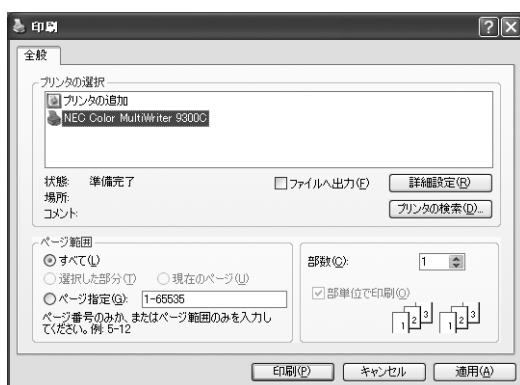 印刷
全般
プリンタの選択
プリンタの追加
NEC Color MultiWriter 9300C
状態: 準備完了
場所:
コメント:
ファイルへ出力(F)
詳細設定(R)
プリンタの検索(D)...
ページ範囲
すべて(L)
選択した部分(T) 現在のページ(U)
ページ指定(G): 1-65535
ページ番号のみか、またはページ範囲のみを入力し
てください。例: 5-12
部数(C): 1
部単位で印刷(O)
1 2 3 1 2 3
印刷(P) キャンセル 適用(A)